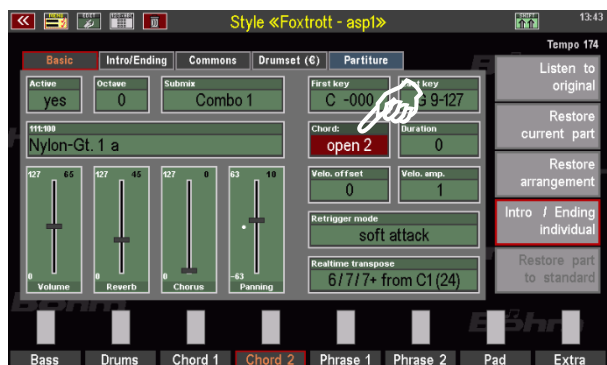 Style «Foxtrott - asp1»
13:43
Tempo 174
Basic
Intro/Ending
Commons
Drumset (€)
Partiture
Active
yes
Octave
0
Submix
Combo 1
First key
C -000
key
9-127
111:100
Nylon-Gt. 1 a
Chord:
open 2
Duration
0
127 65
0
Volume
127 45
0
Reverb
127 0
0
Chorus
63 10
-63
Panning
Velo. offset
0
Velo. amp.
1
Retrigger mode
soft attack
Realtime transpose
6/7/7+ from C1(24)
Listen to
original
Restore
current part
Restore
arrangement
Intro / Ending
individual
Restore part
to standard
Böhm
Böhm
Bass
Drums
Chord 1
Chord 2
Phrase 1
Phrase 2
Pad
Extra